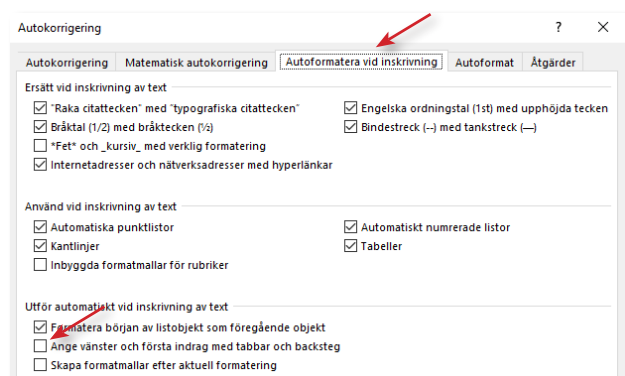 Autokorrigering ? ×
Autokorrigering Matematisk autokorrigering Autoformatera vid inskrivning Autoformat Åtgärder
Ersätt vid inskrivning av text
"Raka citattecken" med "typografiska citattecken" Engelska ordningstal (1st) med upphöjda tecken
Bråktal (1/2) med bråktecken (½) Bindestreck (--) med tankstreck (—)
*Fet* och _kursiv_ med verklig formatering
Internetadresser och nätverksadresser med hyperlänkar
Använd vid inskrivning av text
Automatiska punktlistor Automatiskt numrerade listor
Kantlinjer Tabeller
Inbyggda formatmallar för rubriker
Utför automatiskt vid inskrivning av text
Formatera början av listobjekt som föregående objekt
Ange vänster och första indrag med tabbar och backsteg
Skapa formatmallar efter aktuell formatering